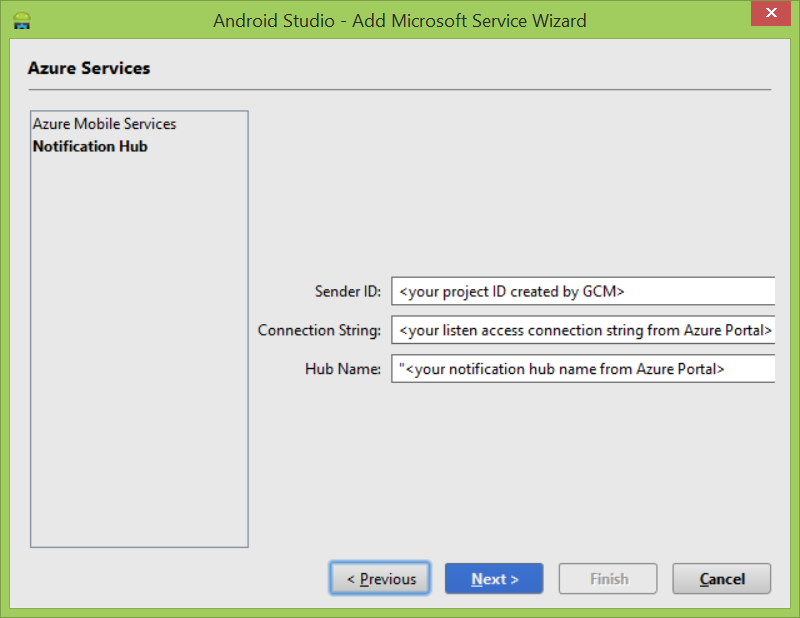 Android Studio - Add Microsoft Service Wizard
Azure Services
Azure Mobile Services
Notification Hub
Sender ID: <your project ID created by GCM>
Connection String: <your listen access connection string from Azure Portal>
Hub Name: "<your notification hub name from Azure Portal>
< Previous Next > Finish Cancel